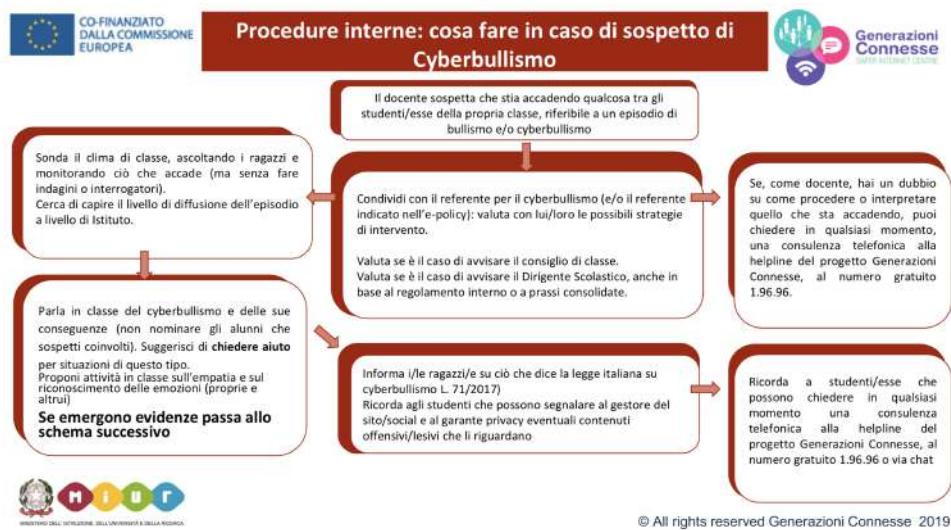 CO-FINANZIATO
DALLA COMMISSIONE
EUROPEA
Procedure interne: cosa fare in caso di sospetto di
Cyberbullismo
Generazioni
Connesse
SAFER INTERNET CENTRE
Il docente sospetta che stia accadendo qualcosa tra gli
studenti/esse della propria classe, riferibile a un episodio di
bullismo e/o cyberbullismo
Sonda il clima di classe, ascoltando i ragazzi e
monitorando ciò che accade (ma senza fare
indagini o interrogatori).
Cerca di capire il livello di diffusione dell'episodio
a livello di Istituto.
Condividi con il referente per il cyberbullismo (e/o il referente
indicato nell'e-policy): valuta con lui/loro le possibili strategie
di intervento.
Valuta se è il caso di avvisare il consiglio di classe.
Valuta se è il caso di avvisare il Dirigente Scolastico, anche in
base al regolamento interno o a prassi consolidate.
Se, come docente, hai un dubbio
su come procedere o interpretare
quello che sta accadendo, puoi
chiedere in qualsiasi momento,
una consulenza telefonica alla
helpline del progetto Generazioni
Connesse, al numero gratuito
1.96.96.
Parla in classe del cyberbullismo e delle sue
conseguenze (non nominare gli alunni che
sospetti coinvolti). Suggerisci di chiedere aiuto
per situazioni di questo tipo.
Proponi attività in classe sull'empatia e sul
riconoscimento delle emozioni (proprie e
altrui)
Se emergono evidenze passa allo
schema successivo
Informa i/le ragazzi/e su ciò che dice la legge italiana su
cyberbullismo L. 71/2017)
Ricorda agli studenti che possono segnalare al gestore del
sito/social e al garante privacy eventuali contenuti
offensivi/lesivi che li riguardano
Ricorda a studenti/esse che
possono chiedere in qualsiasi
momento una consulenza
telefonica alla helpline del
progetto Generazioni Connesse, al
numero gratuito 1.96.96 o via chat
miur
MINISTERO DELL'ISTRUZIONE, DELL'UNIVERSITÀ E DELLA RICERCA
© All rights reserved Generazioni Connesse 2019